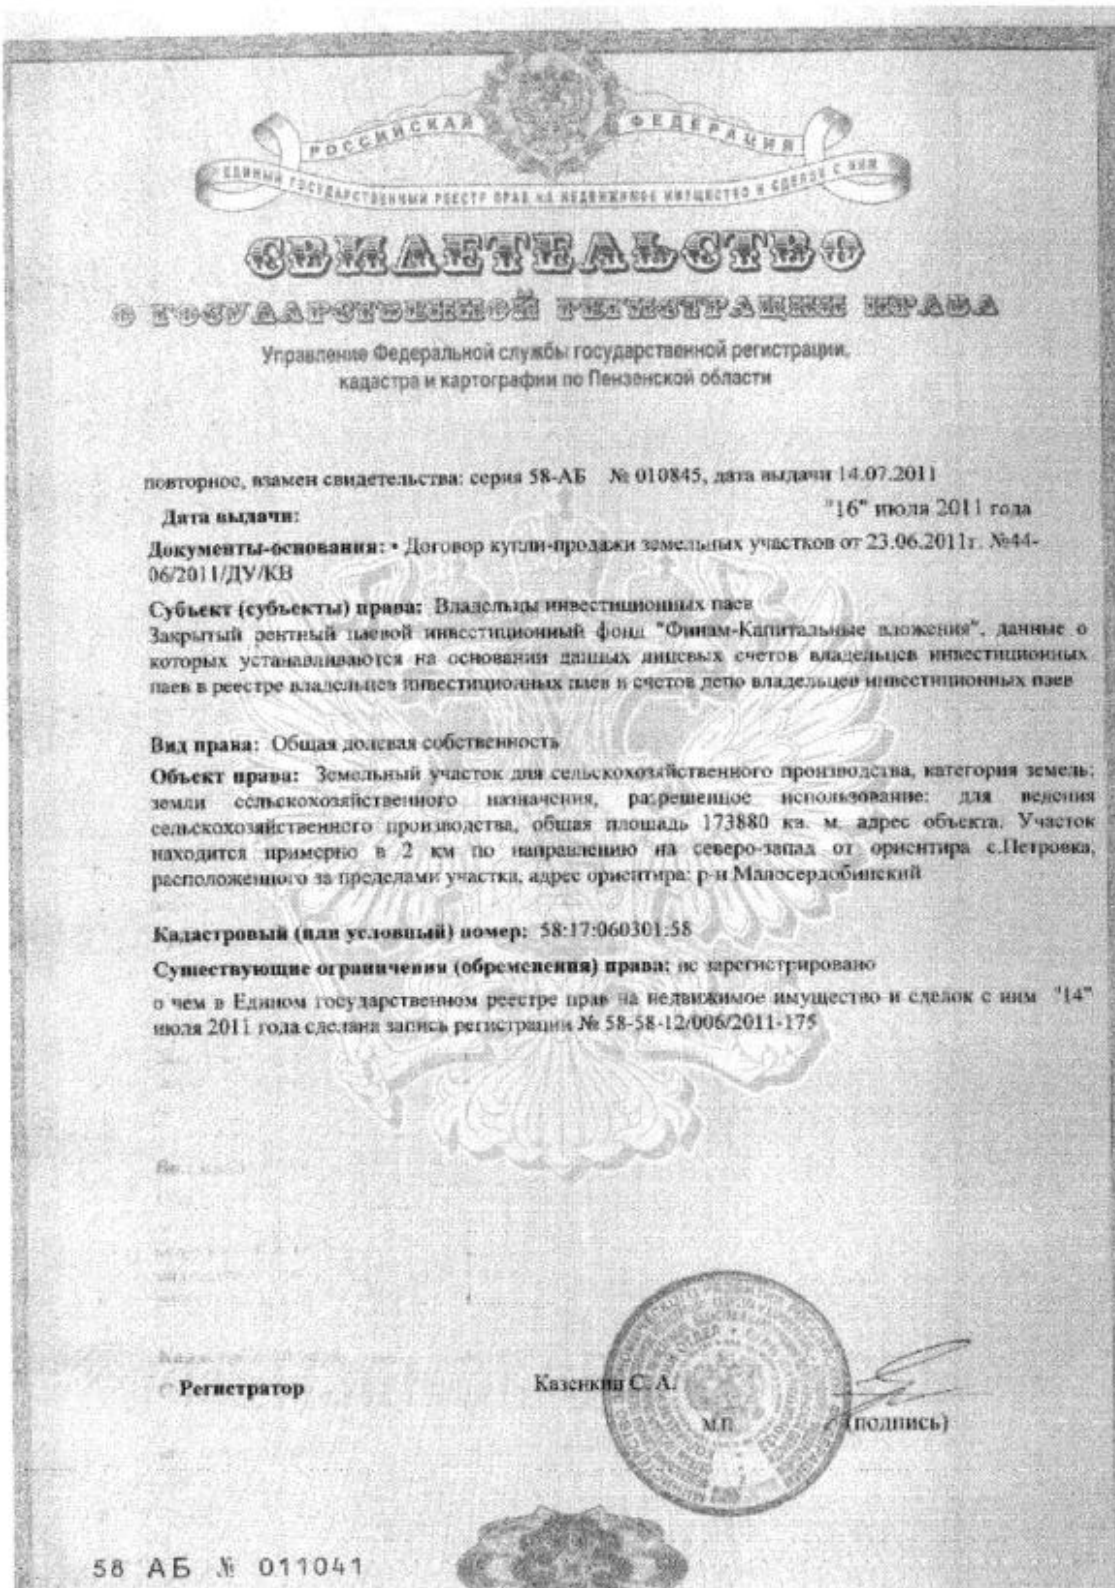 РОССИЙСКАЯ ФЕДЕРАЦИЯ
ЕДИНЫЙ ГОСУДАРСТВЕННЫЙ РЕЕСТР ПРАВ НА НЕДВИЖИМОЕ ИМУЩЕСТВО И СДЕЛОК С НИМ
СВИДЕТЕЛЬСТВО
О ГОСУДАРСТВЕННОЙ РЕГИСТРАЦИИ ПРАВА
Управление Федеральной службы государственной регистрации,
кадастра и картографии по Пензенской области
повторное, взамен свидетельства: серия 58-АБ № 010845, дата выдачи 14.07.2011
Дата выдачи: "16" июля 2011 года
Документы-основания: • Договор купли-продажи земельных участков от 23.06.2011г. №44-
06/2011/ДУ/КВ
Субъект (субъекты) права: Владельцы инвестиционных паев
Закрытый рентный паевой инвестиционный фонд "Финам-Капитальные вложения", данные о
которых устанавливаются на основании данных лицевых счетов владельцев инвестиционных
паев в реестре владельцев инвестиционных паев и счетов депо владельцев инвестиционных паев
Вид права: Общая долевая собственность
Объект права: Земельный участок для сельскохозяйственного производства, категория земель:
земли сельскохозяйственного назначения, разрешенное использование: для ведения
сельскохозяйственного производства, общая площадь 173880 кв. м, адрес объекта: Участок
находится примерно в 2 км по направлению на северо-запад от ориентира с.Петровка,
расположенного за пределами участка, адрес ориентира: р-н Малосердобинский
Кадастровый (или условный) номер: 58:17:060301:58
Существующие ограничения (обременения) права: не зарегистрировано
о чем в Едином государственном реестре прав на недвижимое имущество и сделок с ним "14"
июля 2011 года сделана запись регистрации № 58-58-12/006/2011-175
Регистратор Казенкин С. А.
М.П. (подпись)
58 АБ № 011041